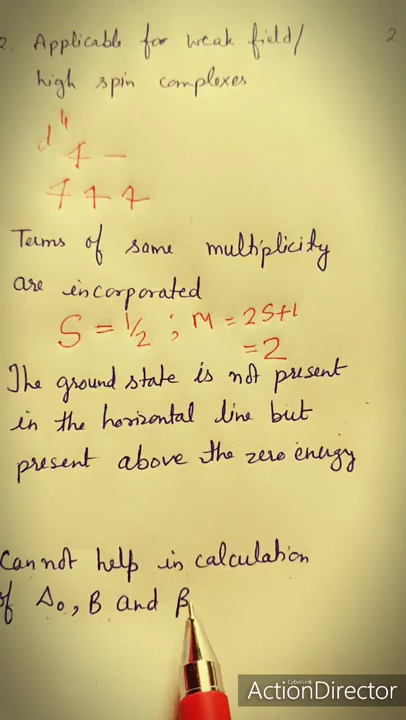 2. Applicable for weak field/ 2.
high spin complexes
d4
Terms of same multiplicity
are incorporated
S = 1/2 ; M = 2S+1
= 2
The ground state is not present
in the horizontal line but
present above the zero energy
Cannot help in calculation
of Δo, B and β
CyberLink
ActionDirector